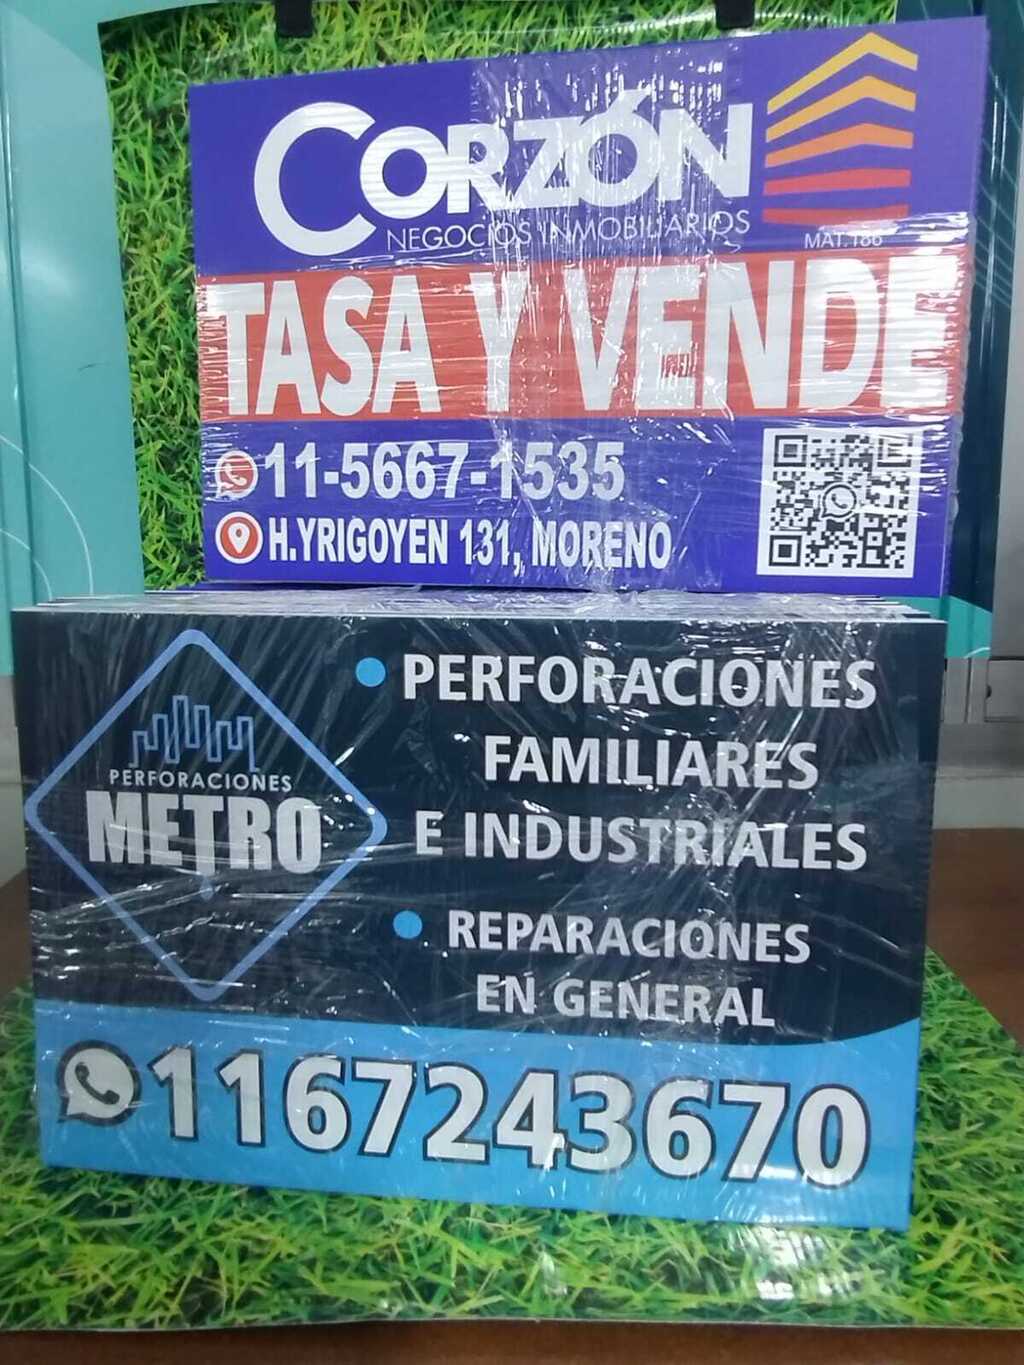 CORZÓN
NEGOCIOS INMOBILIARIOS
MAT.186
TASA Y VENDE
11-5667-1535
H.YRIGOYEN 131, MORENO
PERFORACIONES
METRO
• PERFORACIONES
FAMILIARES
E INDUSTRIALES
• REPARACIONES
EN GENERAL
1167243670